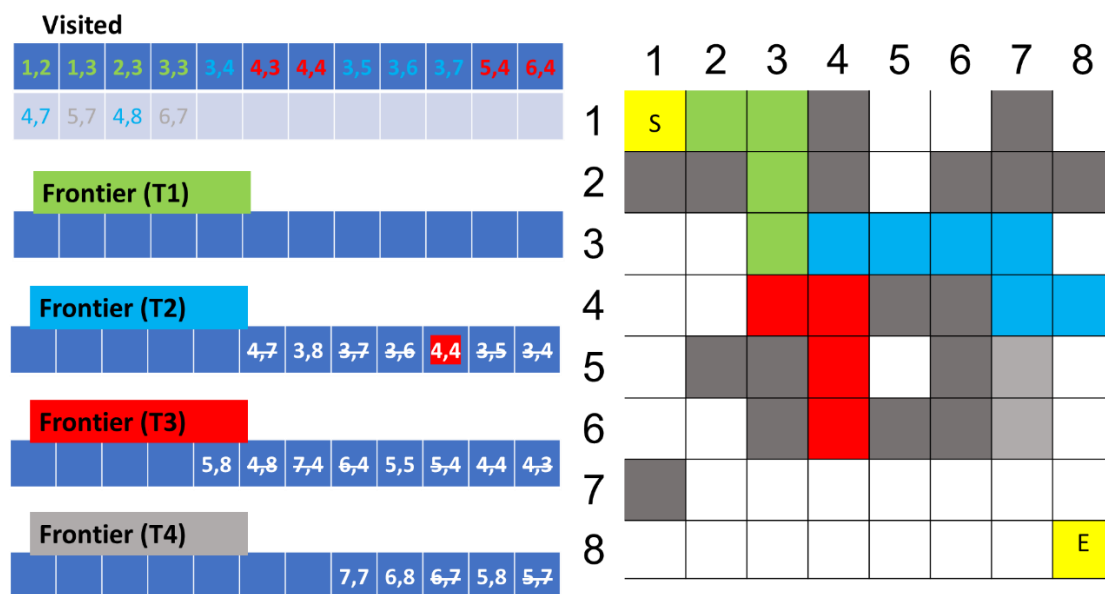 Visited
1,2 1,3 2,3 3,3 3,4 4,3 4,4 3,5 3,6 3,7 5,4 6,4
4,7 5,7 4,8 6,7
Frontier (T1)
Frontier (T2)
4,7 3,8 3,7 3,6 4,4 3,5 3,4
Frontier (T3)
5,8 4,8 7,4 6,4 5,5 5,4 4,4 4,3
Frontier (T4)
7,7 6,8 6,7 5,8 5,7
1 2 3 4 5 6 7 8
1 S
2
3
4
5
6
7
8 E